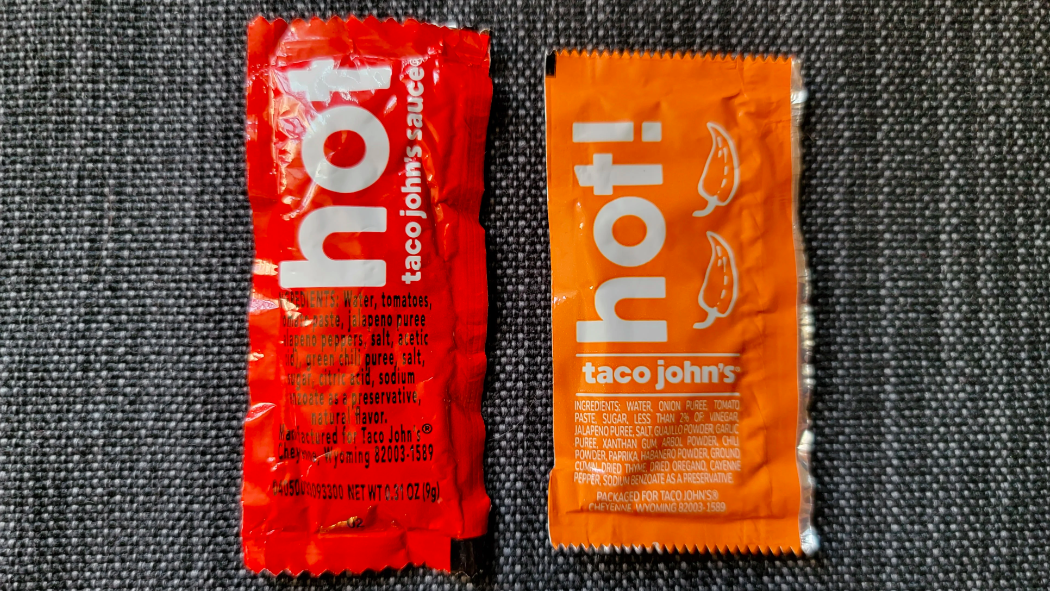 hot
taco john's sauce®
INGREDIENTS: Water, tomatoes,
paste, jalapeno puree
peppers, salt, acetic
green chili puree, salt,
sugar, citric acid, sodium
as a preservative,
natural flavor.
Manufactured for Taco John's®
Cheyenne, Wyoming 82003-1589
NET WT 0.31 OZ (9g)
hot!
taco john's®
INGREDIENTS: WATER, ONION PUREE, TOMATO
PASTE, SUGAR, LESS THAN 2% OF VINEGAR,
JALAPENO PUREE, SALT, GUAJILLO POWDER, GARLIC
PUREE, XANTHAN GUM, ARBOL POWDER, CHILI
POWDER, PAPRIKA, HABANERO POWDER, GROUND
CUMIN, DRIED THYME, DRIED OREGANO, CAYENNE
PEPPER, SODIUM BENZOATE AS A PRESERVATIVE.
PACKAGED FOR TACO JOHN'S®
CHEYENNE, WYOMING 82003-1589